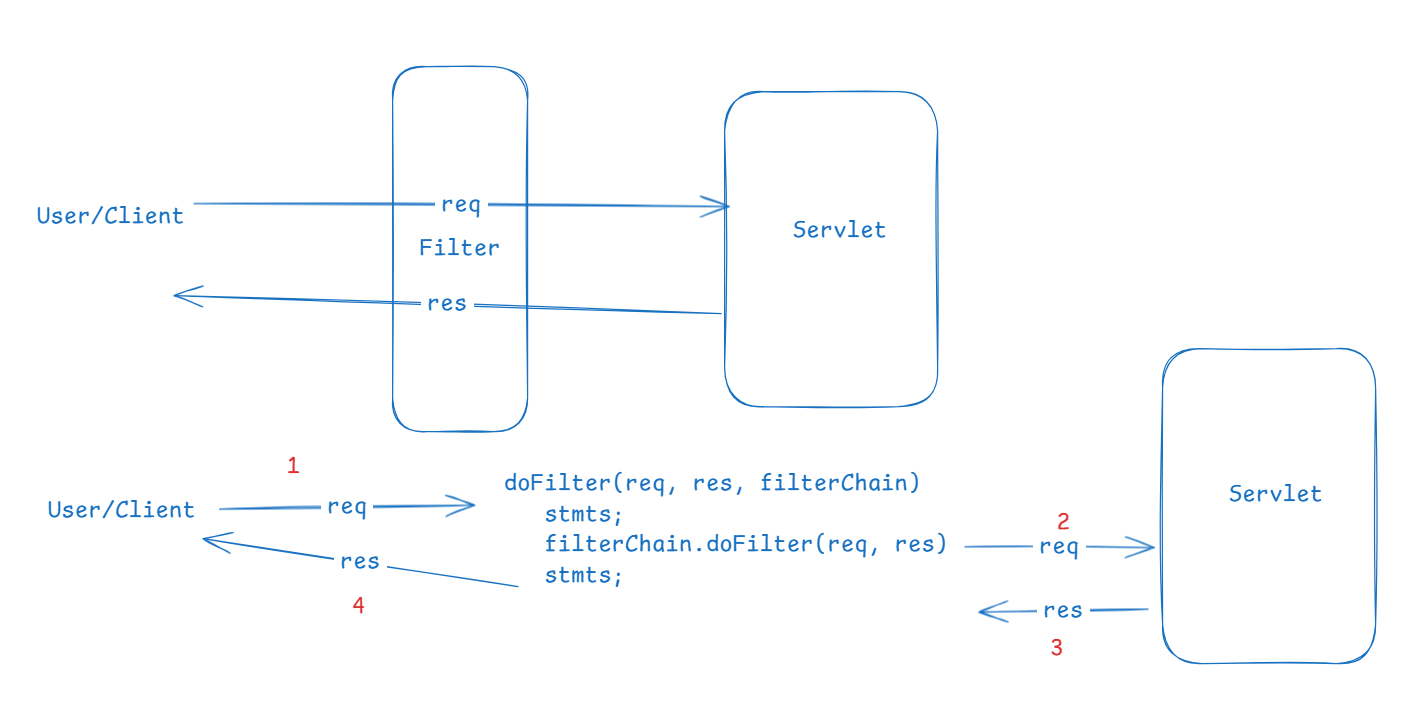 User/Client
req
Filter
res
Servlet
1
User/Client
req
res
4
doFilter(req, res, filterChain)
stmts;
filterChain.doFilter(req, res)
stmts;
2
req
res
3
Servlet